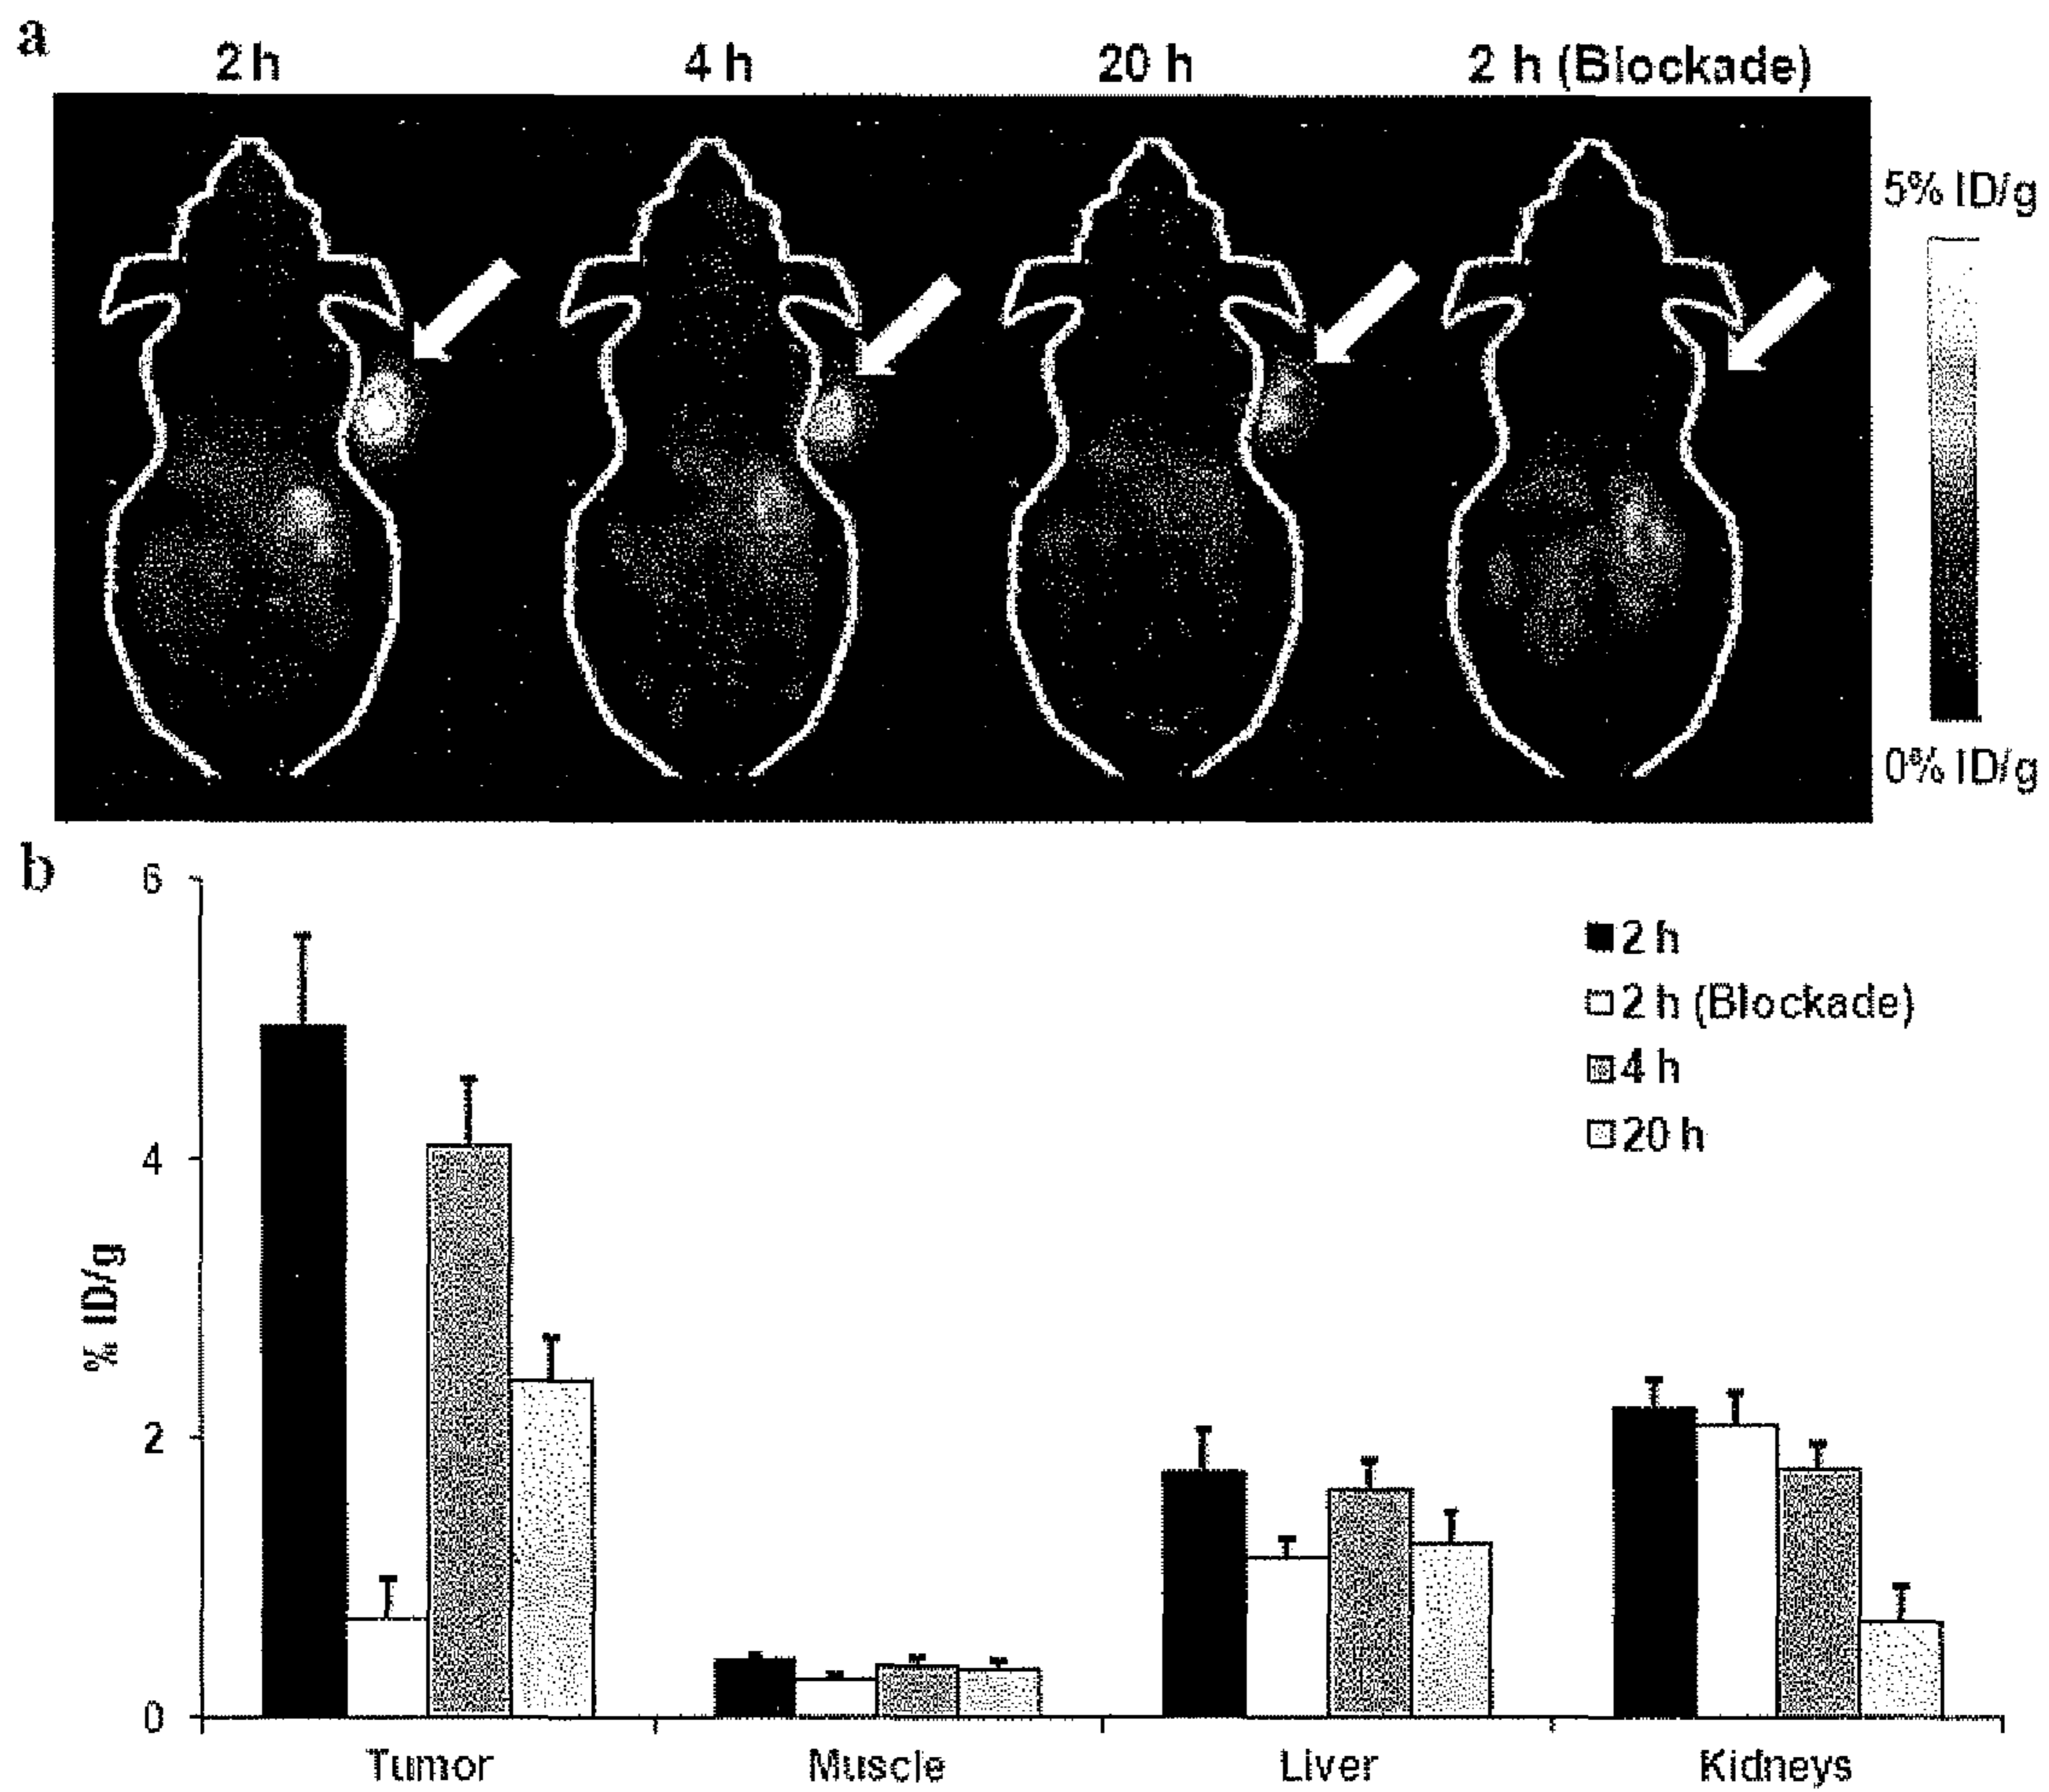 a
2 h 4 h 20 h 2 h (Blockade)
5% ID/g
0% ID/g
b
6
4
2
0
% ID/g
2 h
2 h (Blockade)
4 h
20 h
Tumor Muscle Liver Kidneys